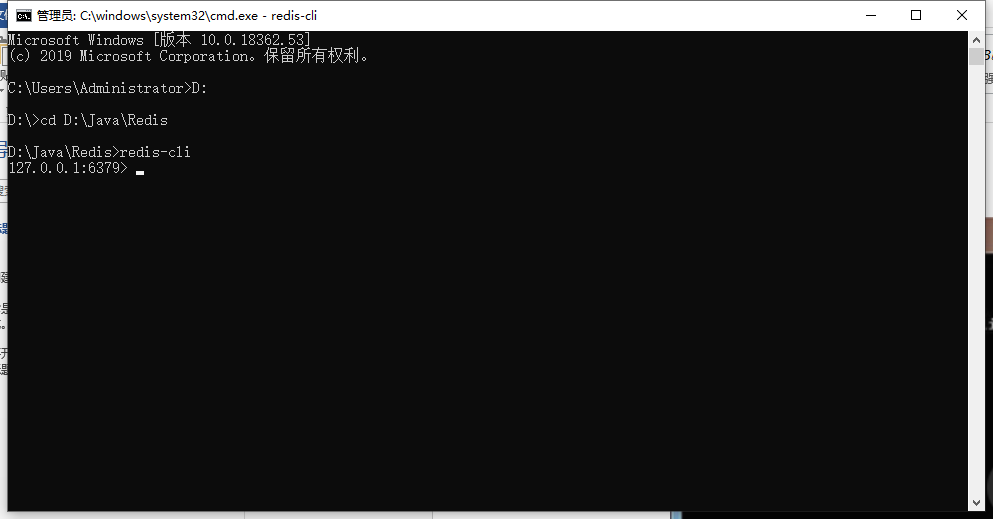 管理员: C:\windows\system32\cmd.exe - redis-cli
Microsoft Windows [版本 10.0.18362.53]
(c) 2019 Microsoft Corporation。保留所有权利。
C:\Users\Administrator>D:
D:\>cd D:\Java\Redis
D:\Java\Redis>redis-cli
127.0.0.1:6379>